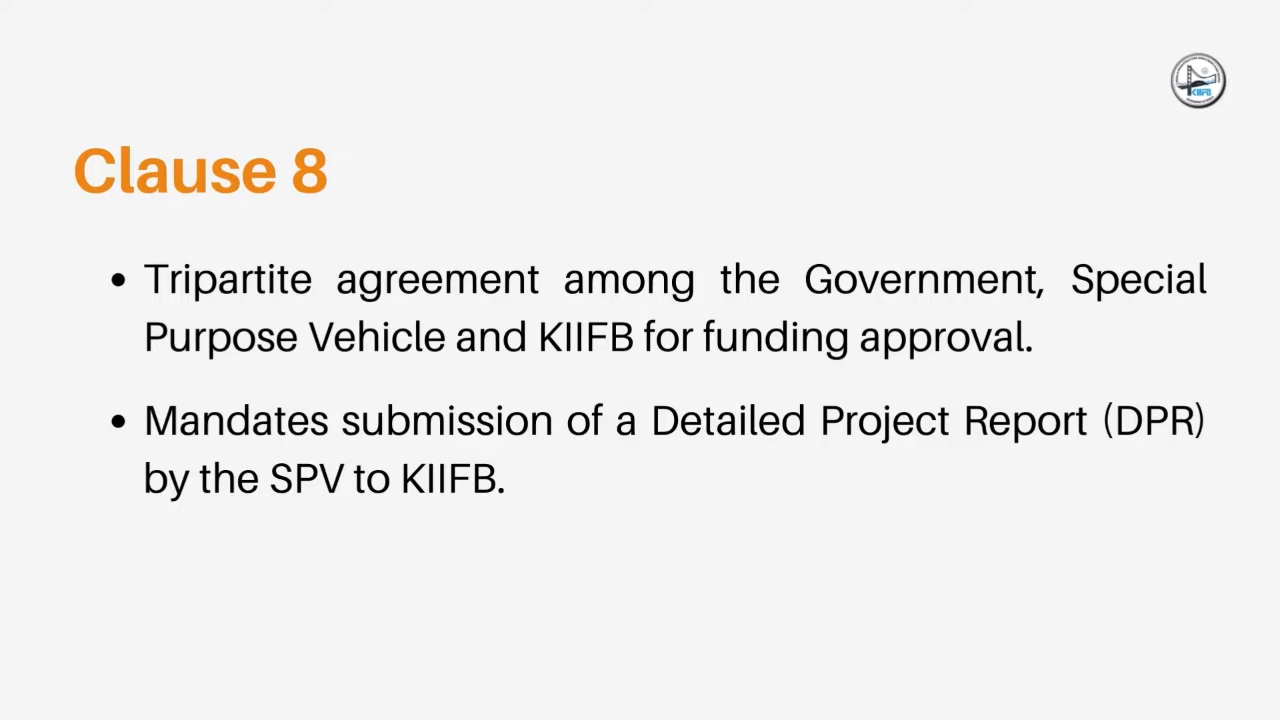 KIIFB
Clause 8
• Tripartite agreement among the Government, Special
Purpose Vehicle and KIIFB for funding approval.
• Mandates submission of a Detailed Project Report (DPR)
by the SPV to KIIFB.